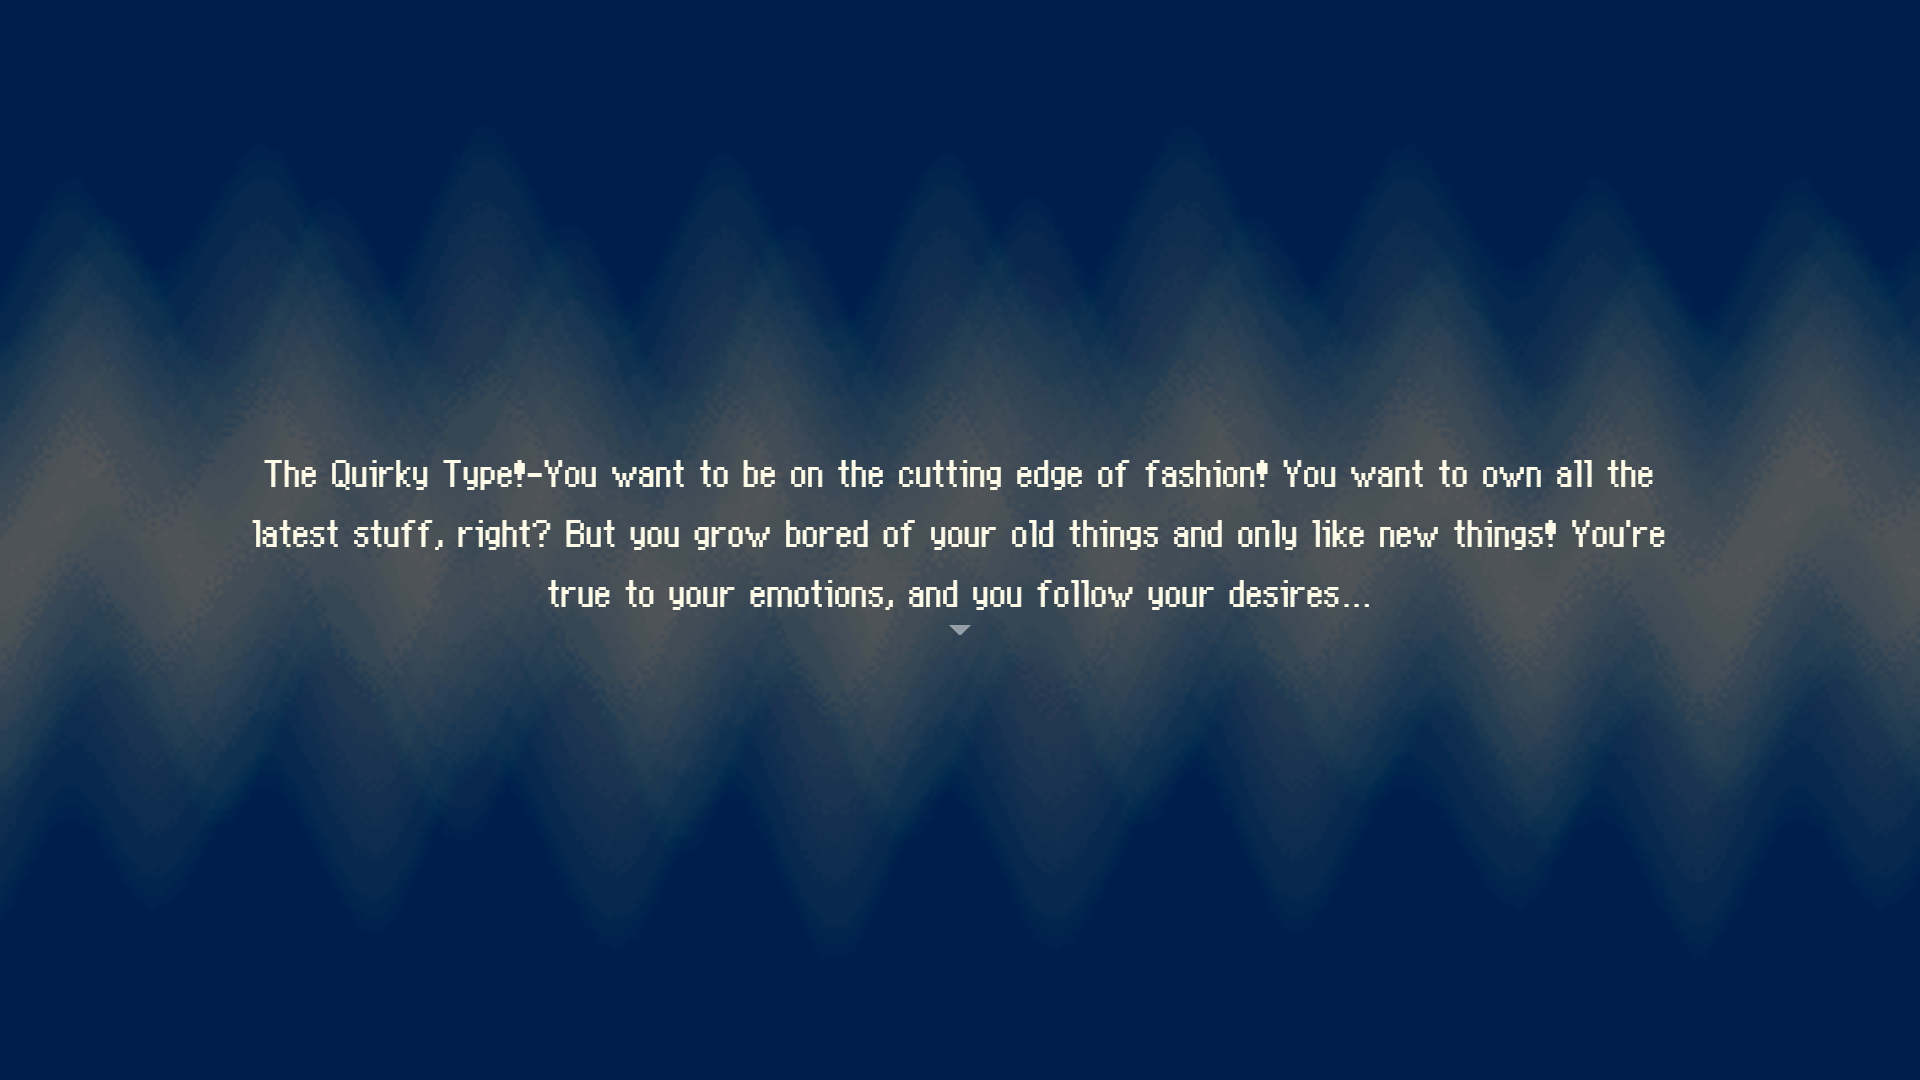 The Quirky Type!-You want to be on the cutting edge of fashion! You want to own all the
latest stuff, right? But you grow bored of your old things and only like new things! You're
true to your emotions, and you follow your desires...